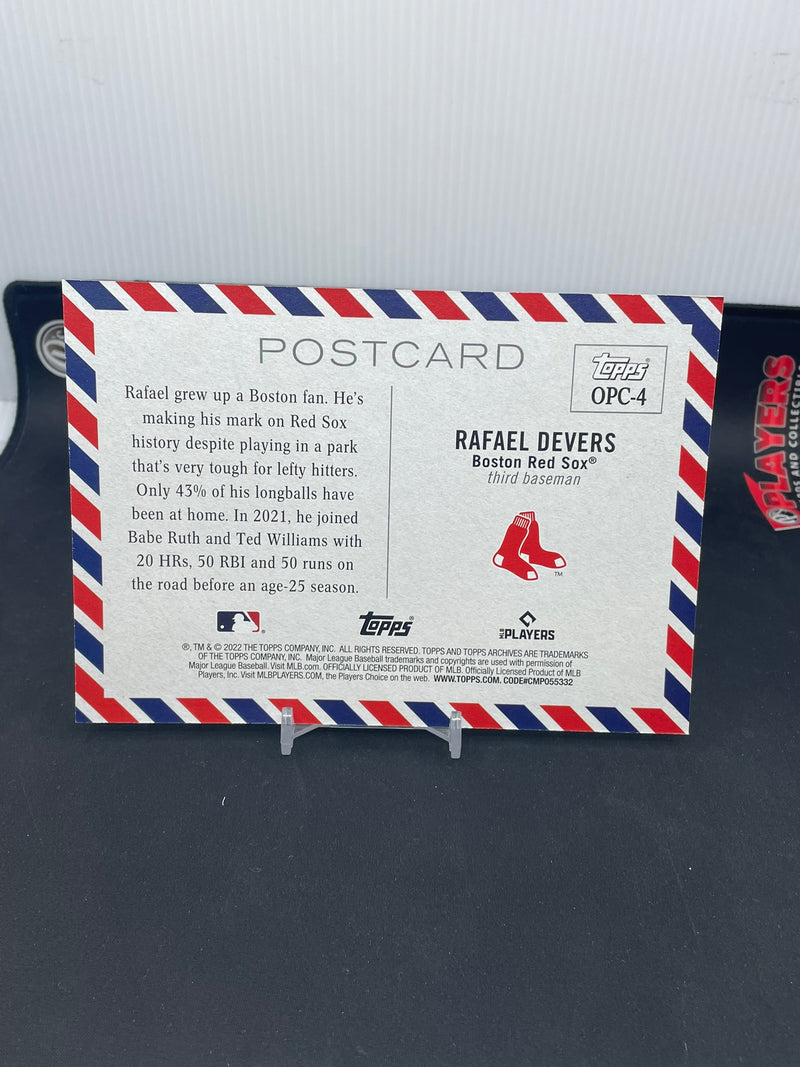 POSTCARD
Rafael grew up a Boston fan. He's
making his mark on Red Sox
history despite playing in a park
that's very tough for lefty hitters.
Only 43% of his longballs have
been at home. In 2021, he joined
Babe Ruth and Ted Williams with
20 HRs, 50 RBI and 50 runs on
the road before an age-25 season.
Topps®
OPC-4
RAFAEL DEVERS
Boston Red Sox®
third baseman
TM
®
Topps®
MLB PLAYERS
®, TM & © 2022 THE TOPPS COMPANY, INC. ALL RIGHTS RESERVED. TOPPS AND TOPPS ARCHIVES ARE TRADEMARKS
OF THE TOPPS COMPANY, INC. Major League Baseball trademarks and copyrights are used with permission of
Major League Baseball. Visit MLB.com. OFFICIALLY LICENSED PRODUCT OF MLB. Officially Licensed Product of MLB
Players, Inc. Visit MLBPLAYERS.COM, the Players Choice on the web. WWW.TOPPS.COM. CODE#CMP055332
PLAYERS
AND COLLECTIBL